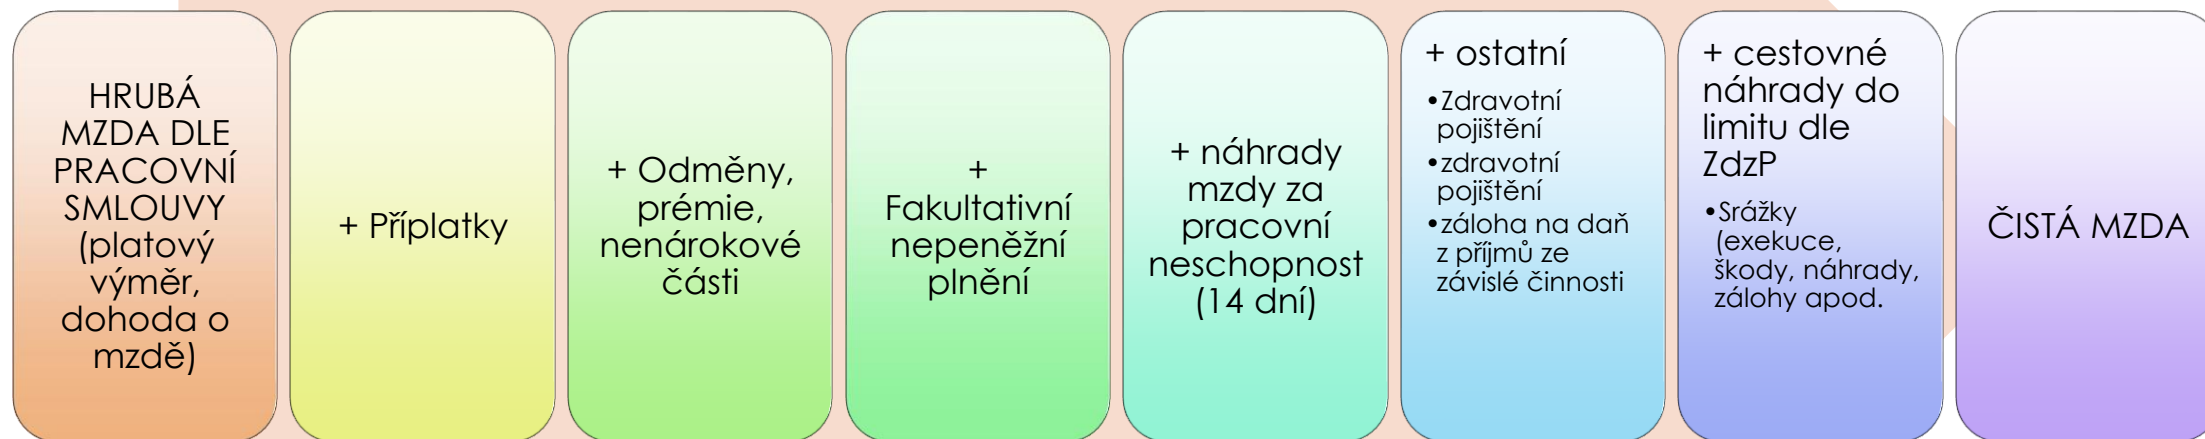 HRUBÁ
MZDA DLE
PRACOVNÍ
SMLOUVY
(platový
výměr,
dohoda o
mzdě)
+ Příplatky
+ Odměny,
prémie,
nenárokové
části
+
Fakultativní
nepeněžní
plnění
+ náhrady
mzdy za
pracovní
neschopnost
(14 dní)
+ ostatní
•Zdravotní
pojištění
•zdravotní
pojištění
•záloha na daň
z příjmů ze
závislé činnosti
+ cestovné
náhrady do
limitu dle
ZdzP
•Srážky
(exekuce,
škody, náhrady,
zálohy apod.
ČISTÁ MZDA